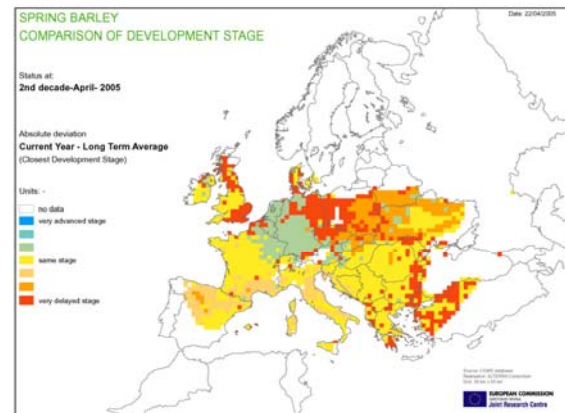 SPRING BARLEY
Date: 22/04/2005
COMPARISON OF DEVELOPMENT STAGE
Status at:
2nd decade-April- 2005
Absolute deviation
Current Year - Long Term Average
(Closest Development Stage)
Units: -
no data
very advanced stage
same stage
very delayed stage
EUROPEAN COMMISSION
Joint Research Centre